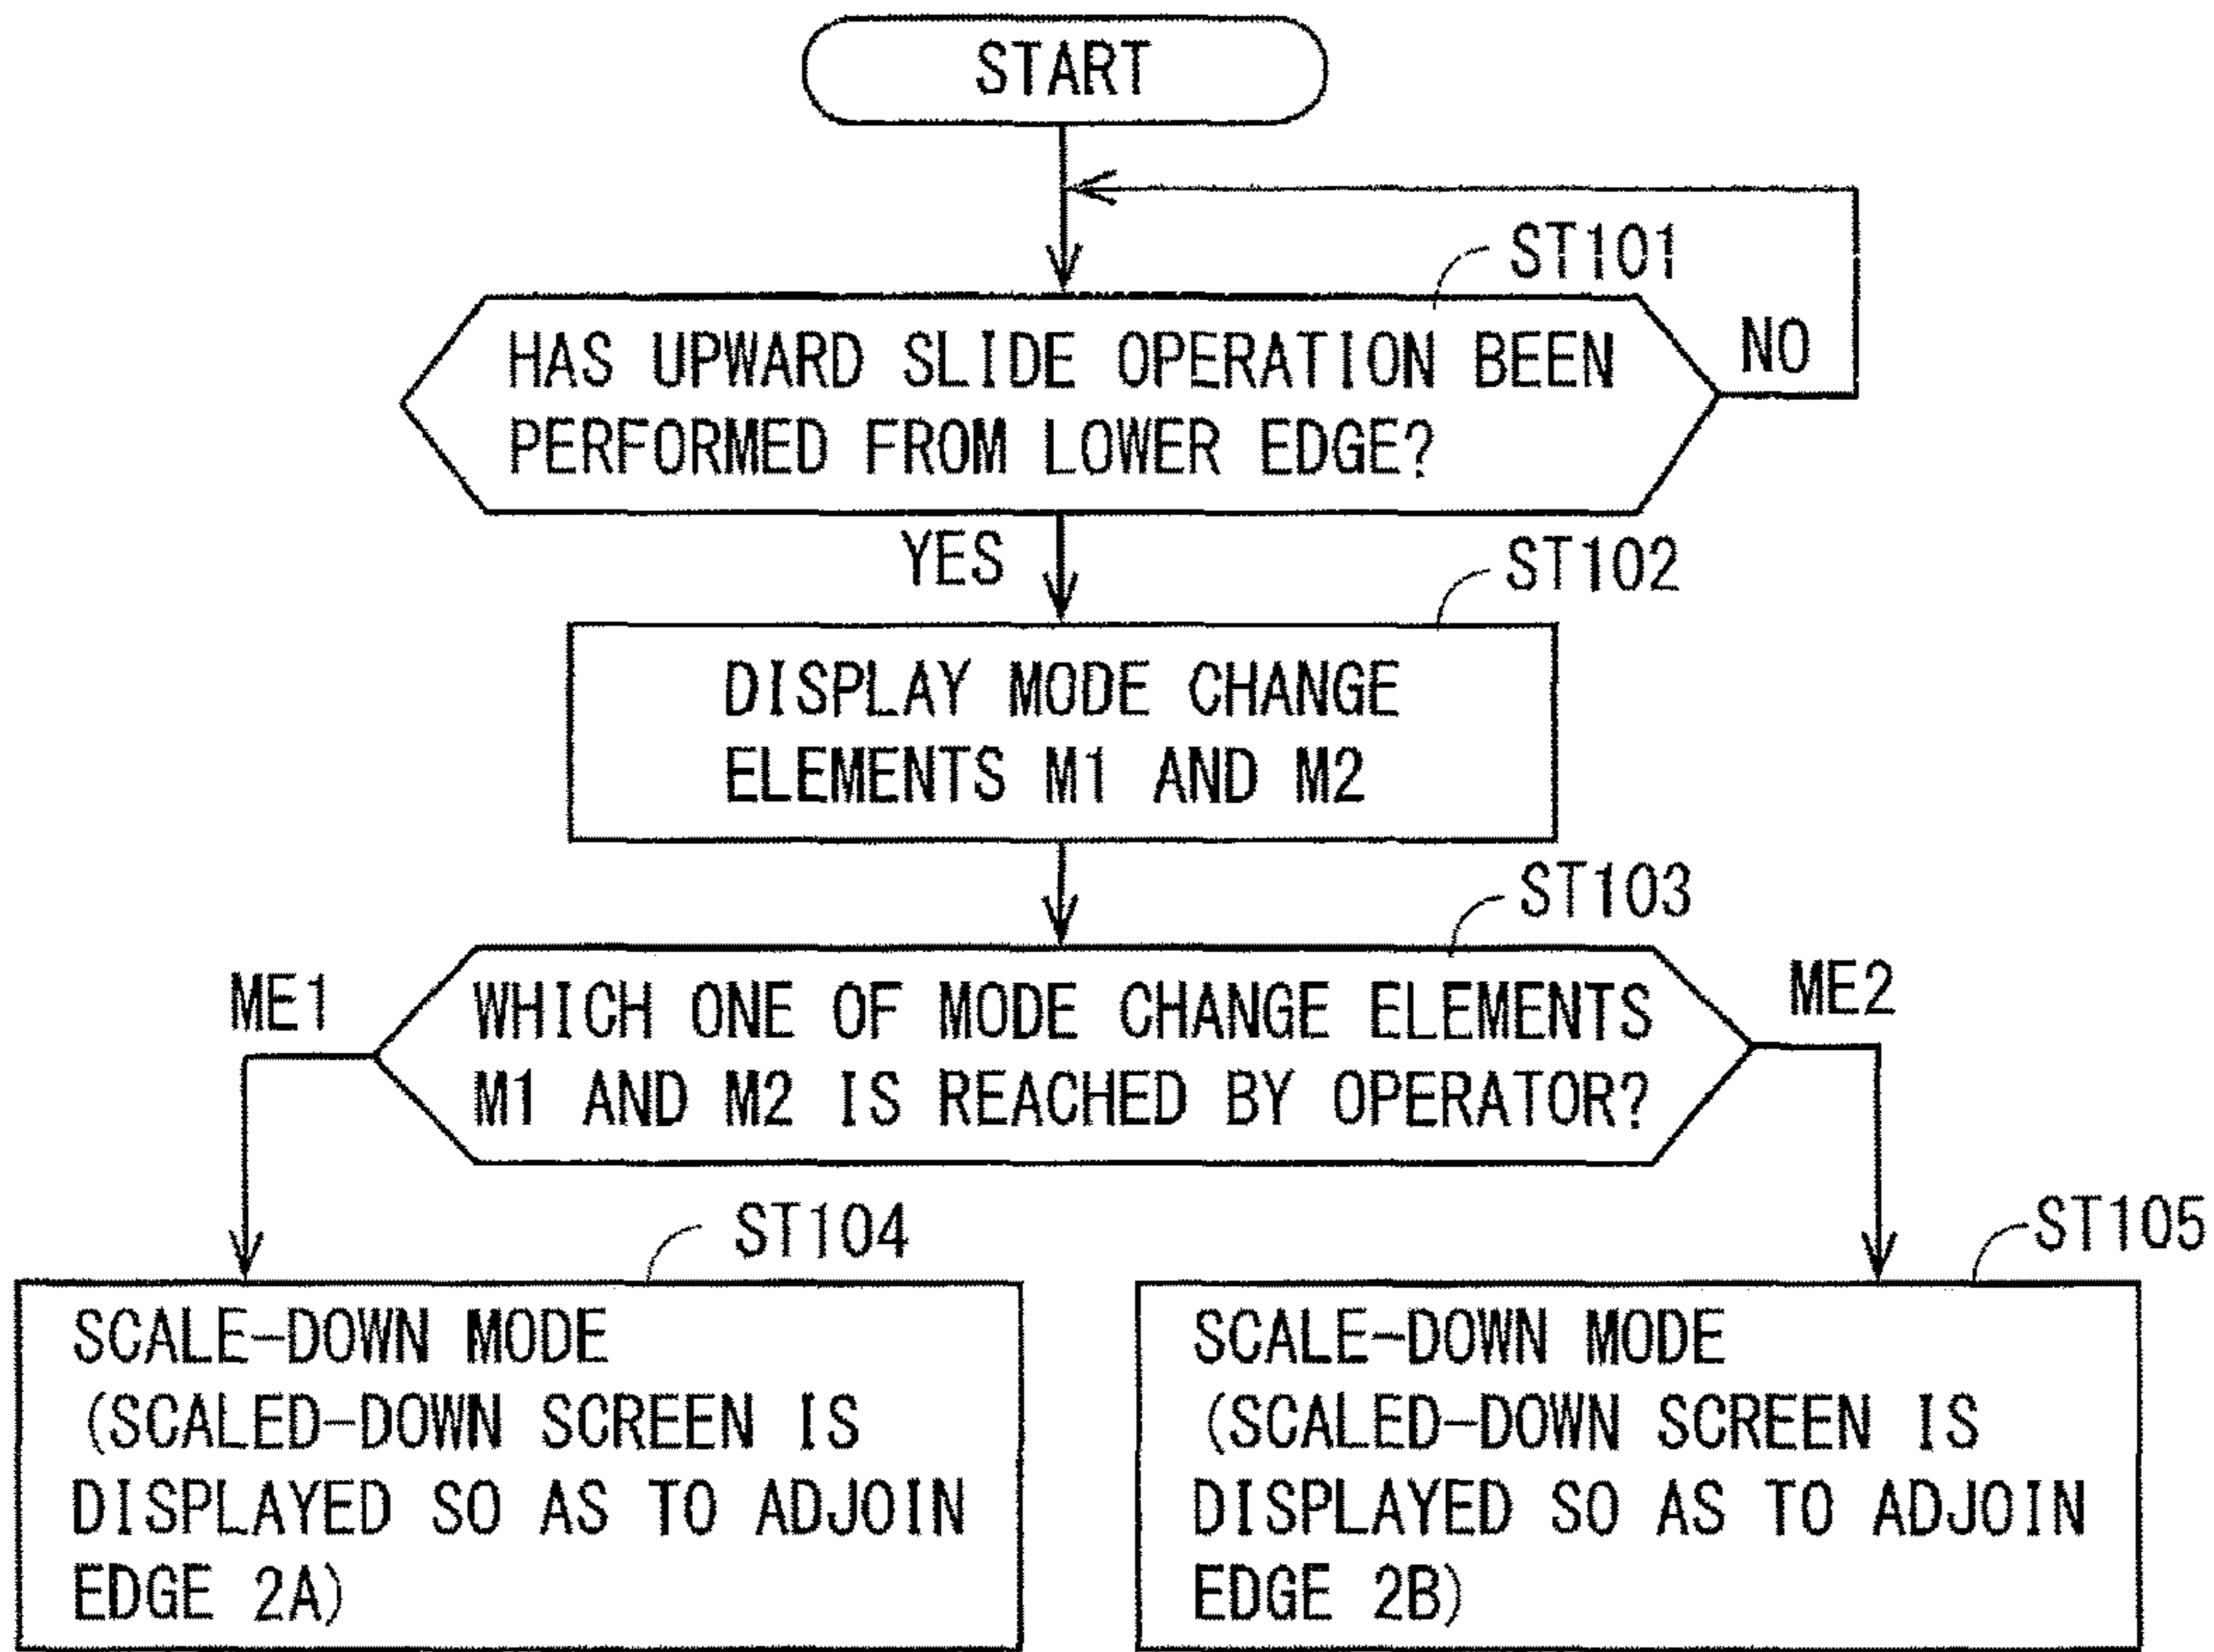 START
ST101
HAS UPWARD SLIDE OPERATION BEEN
PERFORMED FROM LOWER EDGE?
NO
YES
ST102
DISPLAY MODE CHANGE
ELEMENTS M1 AND M2
ST103
ME1
WHICH ONE OF MODE CHANGE ELEMENTS
M1 AND M2 IS REACHED BY OPERATOR?
ME2
ST104
SCALE-DOWN MODE
(SCALED-DOWN SCREEN IS
DISPLAYED SO AS TO ADJOIN
EDGE 2A)
ST105
SCALE-DOWN MODE
(SCALED-DOWN SCREEN IS
DISPLAYED SO AS TO ADJOIN
EDGE 2B)